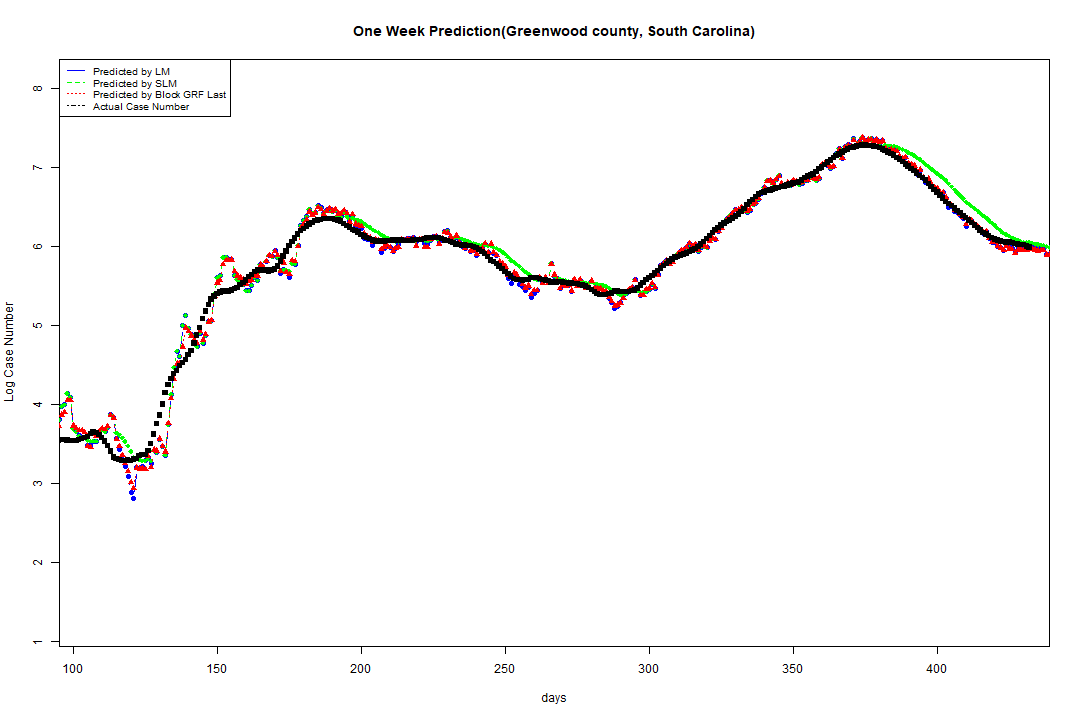 One Week Prediction(Greenwood county, South Carolina)
Predicted by LM
Predicted by SLM
Predicted by Block GRF Last
Actual Case Number
8
7
6
5
4
3
2
1
Log Case Number
100 150 200 250 300 350 400
days